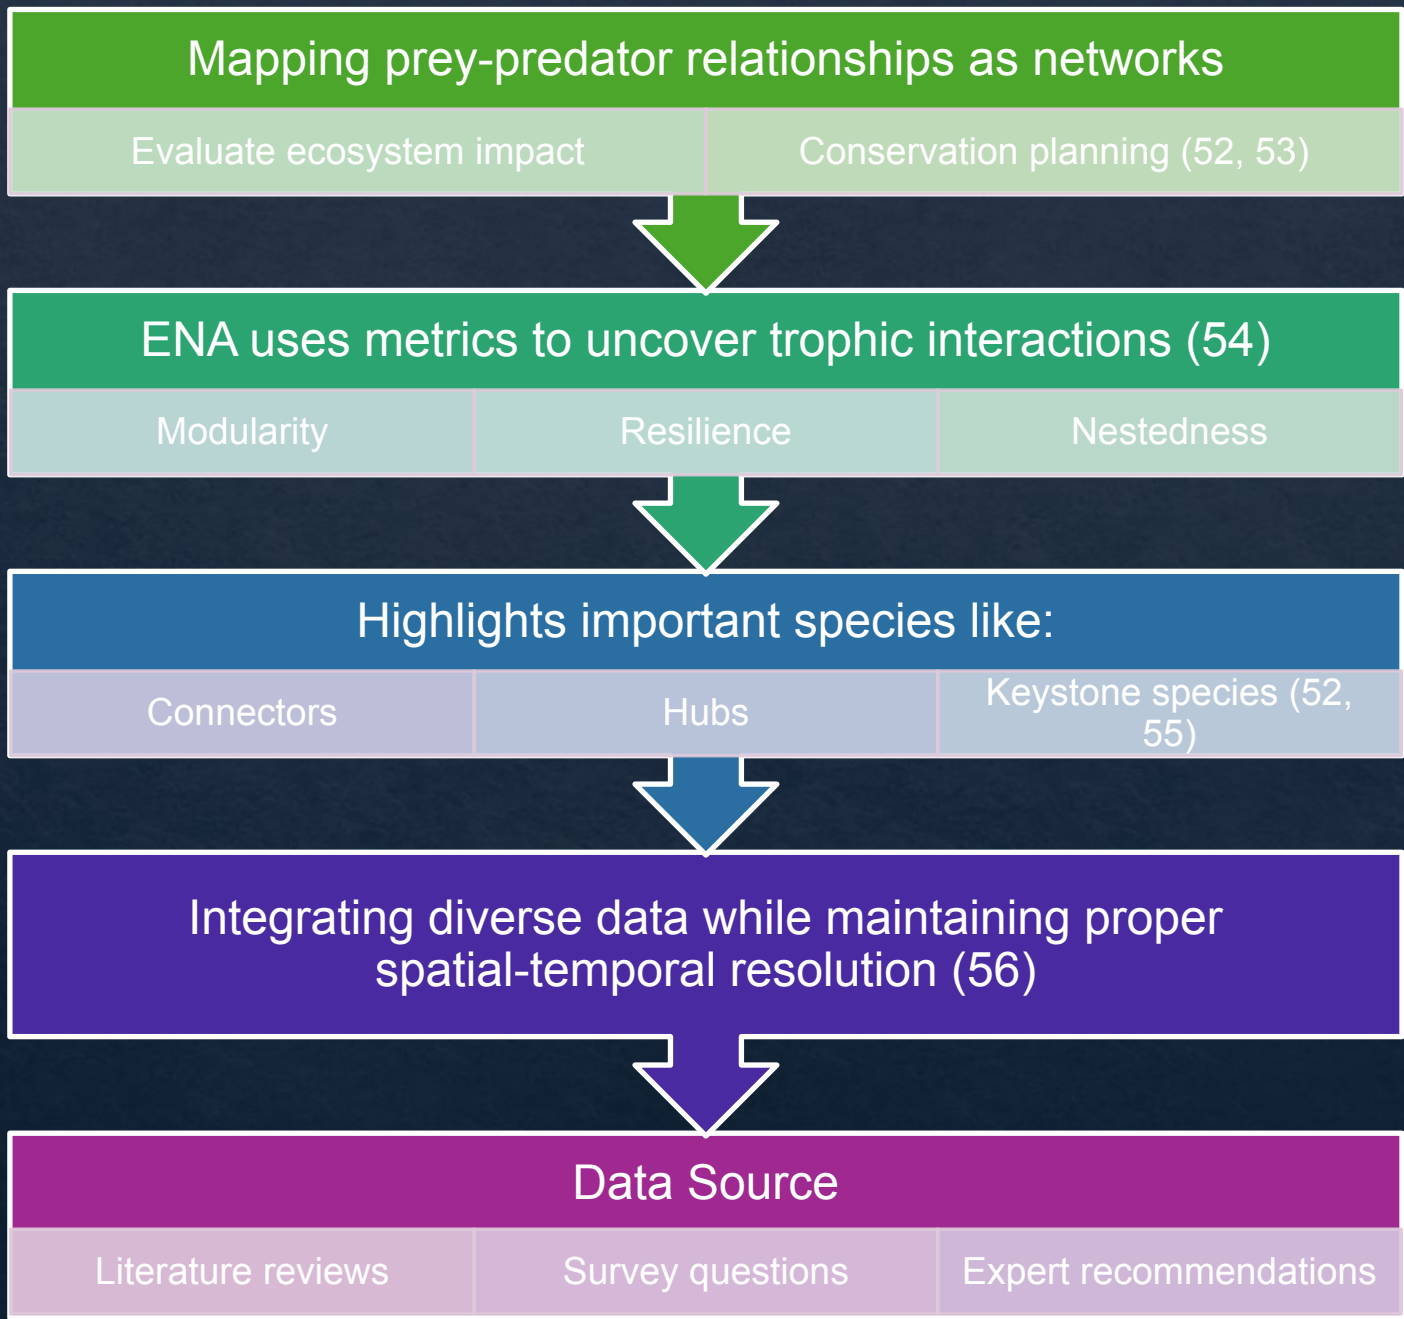 Mapping prey-predator relationships as networks
Evaluate ecosystem impact
Conservation planning (52, 53)
ENA uses metrics to uncover trophic interactions (54)
Modularity
Resilience
Nestedness
Highlights important species like:
Connectors
Hubs
Keystone species (52,
55)
Integrating diverse data while maintaining proper
spatial-temporal resolution (56)
Data Source
Literature reviews
Survey questions
Expert recommendations